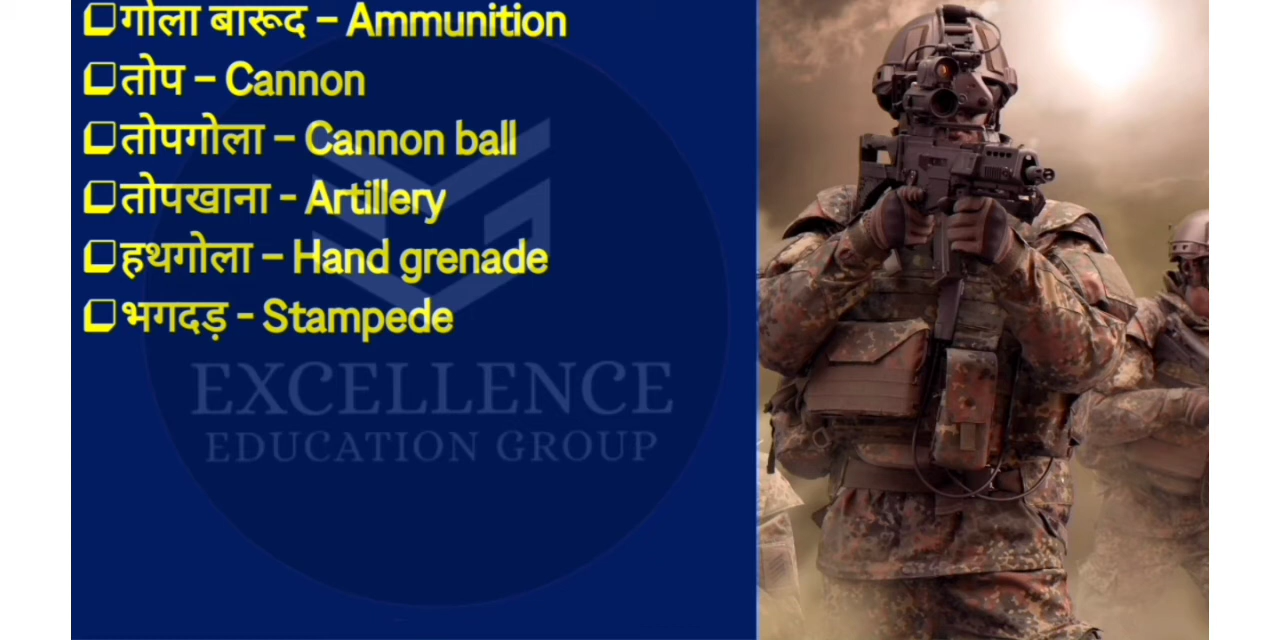 ❑गोला बारूद – Ammunition
❑तोप – Cannon
❑तोपगोला – Cannon ball
❑तोपखाना - Artillery
❑हथगोला – Hand grenade
❑भगदड़ - Stampede
EXCELLENCE
EDUCATION GROUP